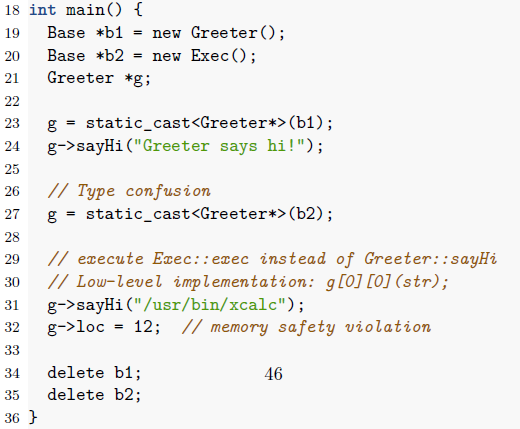 18 int main() {
19   Base *b1 = new Greeter();
20   Base *b2 = new Exec();
21   Greeter *g;
22
23   g = static_cast<Greeter*>(b1);
24   g->sayHi("Greeter says hi!");
25
26   // Type confusion
27   g = static_cast<Greeter*>(b2);
28
29   // execute Exec::exec instead of Greeter::sayHi
30   // Low-level implementation: g[0][0](str);
31   g->sayHi("/usr/bin/xcalc");
32   g->loc = 12;  // memory safety violation
33
34   delete b1; 46
35   delete b2;
36 }